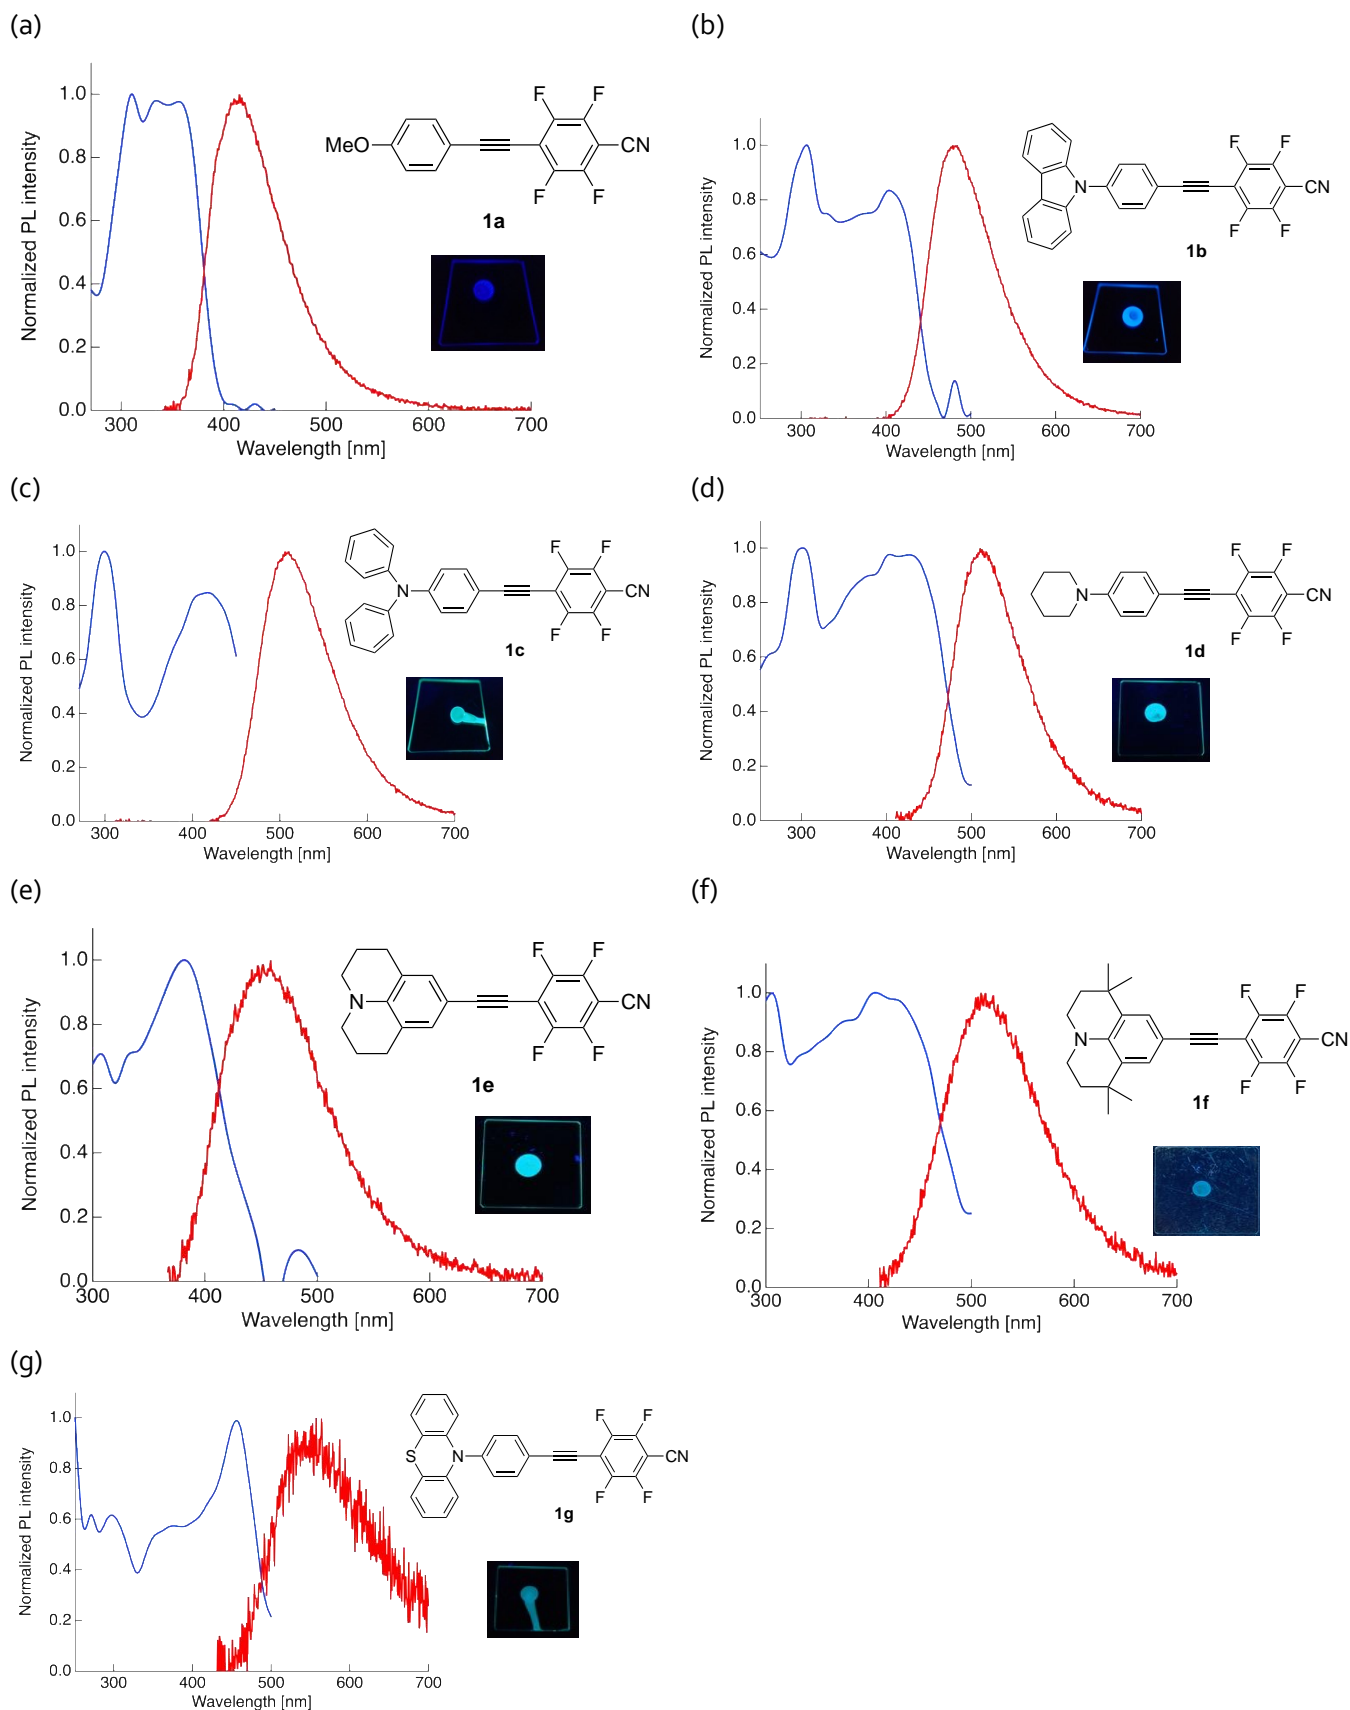 (a)
Normalized PL intensity
1.0
0.8
0.6
0.4
0.2
0.0
300 400 500 600 700
Wavelength [nm]
MeO
F F
F F
CN
1a
(b)
Normalized PL intensity
1.0
0.8
0.6
0.4
0.2
0.0
300 400 500 600 700
Wavelength [nm]
N
F F
F F
CN
1b
(c)
Normalized PL intensity
1.0
0.8
0.6
0.4
0.2
0.0
300 400 500 600 700
Wavelength [nm]
N
F F
F F
CN
1c
(d)
Normalized PL intensity
1.0
0.8
0.6
0.4
0.2
0.0
300 400 500 600 700
Wavelength [nm]
N
F F
F F
CN
1d
(e)
Normalized PL intensity
1.0
0.8
0.6
0.4
0.2
0.0
300 400 500 600 700
Wavelength [nm]
N
F F
F F
CN
1e
(f)
Normalized PL intensity
1.0
0.8
0.6
0.4
0.2
0.0
300 400 500 600 700
Wavelength [nm]
N
F F
F F
CN
1f
(g)
Normalized PL intensity
1.0
0.8
0.6
0.4
0.2
0.0
300 400 500 600 700
Wavelength [nm]
S N
F F
F F
CN
1g